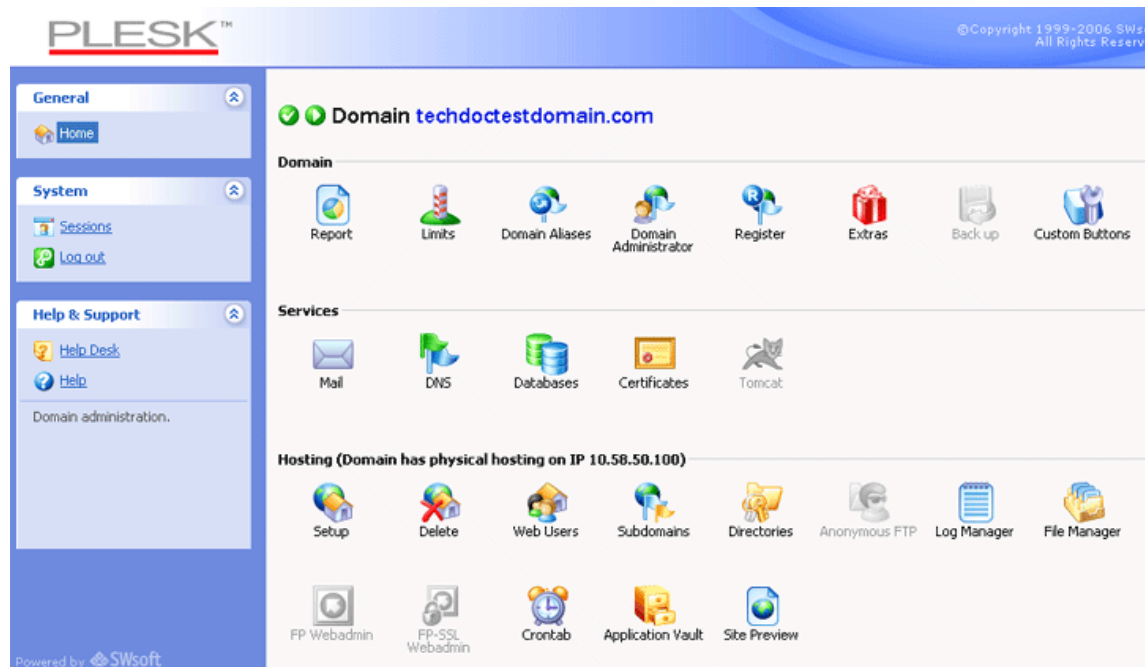 PLESK™
©Copyright 1999-2006
All Rights
General
Home
System
Sessions
Log out
Help & Support
Help Desk
Help
Domain administration.
Powered by SWsoft
Domain techdoctestdomain.com
Domain
Report
Limits
Domain Aliases
Domain
Administrator
Register
Extras
Back up
Custom Buttons
Services
Mail
DNS
Databases
Certificates
Tomcat
Hosting (Domain has physical hosting on IP 10.58.50.100)
Setup
Delete
Web Users
Subdomains
Directories
Anonymous FTP
Log Manager
File Manager
FP Webadmin
FP-SSL
Webadmin
Crontab
Application Vault
Site Preview